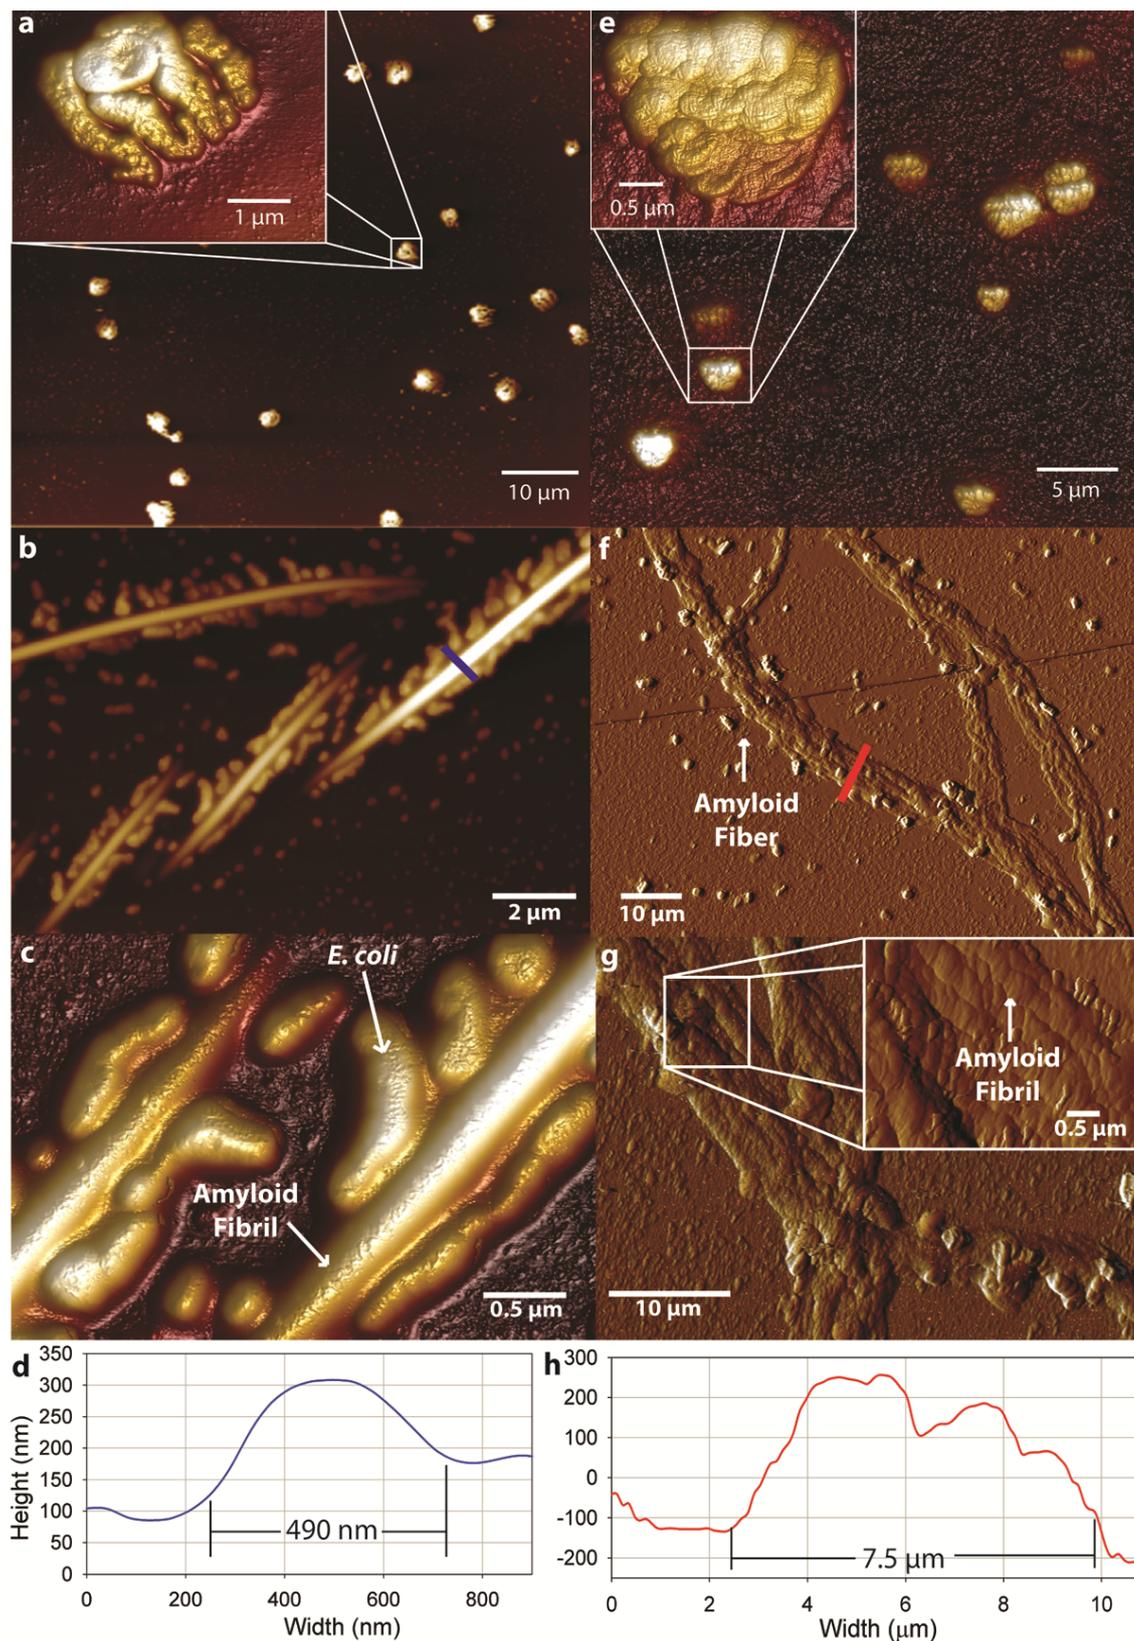 a
1 μm
10 μm
e
0.5 μm
5 μm
b
2 μm
f
Amyloid
Fiber
10 μm
c
E. coli
Amyloid
Fibril
0.5 μm
g
Amyloid
Fibril
0.5 μm
10 μm
d
350
300
250
200
150
100
50
0
Height (nm)
490 nm
0 200 400 600 800
Width (nm)
h
300
200
100
0
-100
-200
7.5 μm
0 2 4 6 8 10
Width (μm)